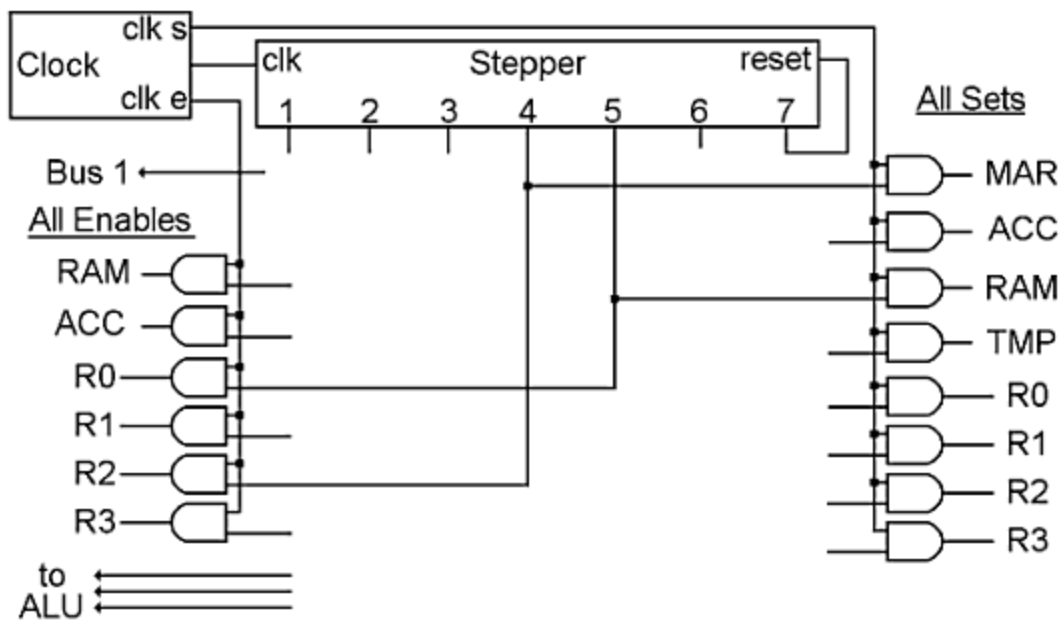 clk s
Clock
clk e
clk Stepper reset
1 2 3 4 5 6 7
All Sets
Bus 1
All Enables
RAM
ACC
R0
R1
R2
R3
to
ALU
MAR
ACC
RAM
TMP
R0
R1
R2
R3